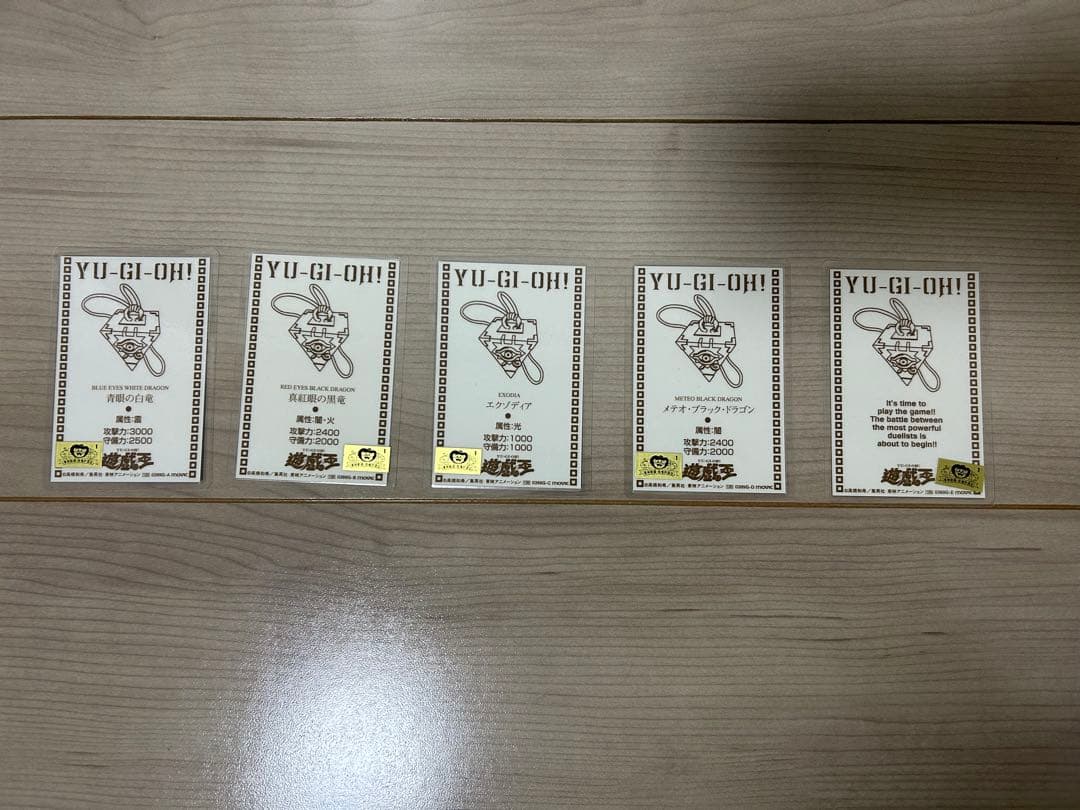 YU-GI-OH!
BLUE EYES WHITE DRAGON
青眼の白竜
属性:霊
攻撃力:3000
守備力:2500
遊戯王
YU-GI-OH!
RED EYES BLACK DRAGON
真紅眼の黒竜
属性:闇・火
攻撃力:2400
守備力:2000
遊戯王
YU-GI-OH!
EXODIA
エクゾディア
属性:光
攻撃力:1000
守備力:1000
遊戯王
YU-GI-OH!
METEO BLACK DRAGON
メテオ・ブラック・ドラゴン
属性:闇
攻撃力:2400
守備力:2000
遊戯王
YU-GI-OH!
It's time to
play the game!!
The battle between
the most powerful
duelists is
about to begin!!
遊戯王